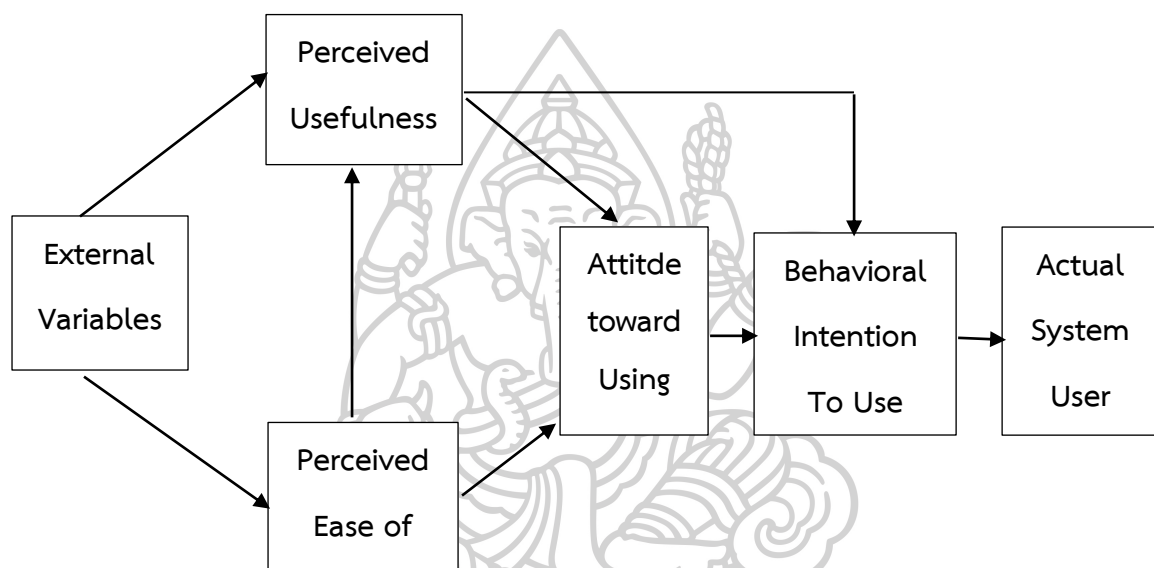 Perceived
Usefulness
External
Variables
Attitde
toward
Using
Behavioral
Intention
To Use
Actual
System
User
Perceived
Ease of